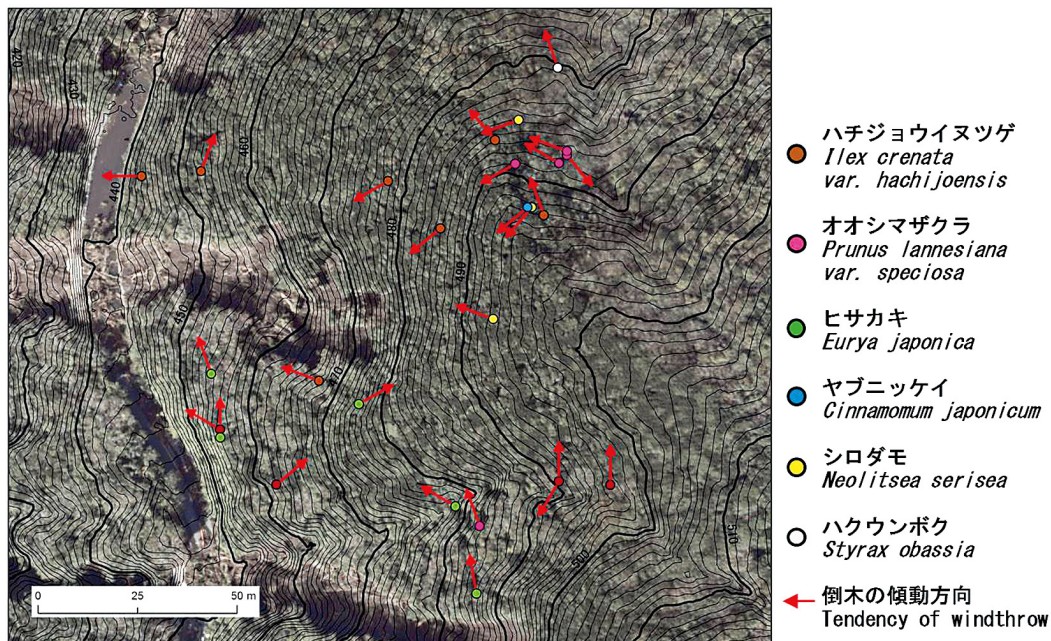 420
430
440
460
480
490
450
470
500
510
0 25 50 m
ハチジョウイヌツゲ
Ilex crenata
var. hachijoensis
オオシマザクラ
Prunus lannesiana
var. speciosa
ヒサカキ
Eurya japonica
ヤブニッケイ
Cinnamomum japonicum
シロダモ
Neolitsea serisea
ハクウンボク
Styrax obassia
倒木の傾動方向
Tendency of windthrow